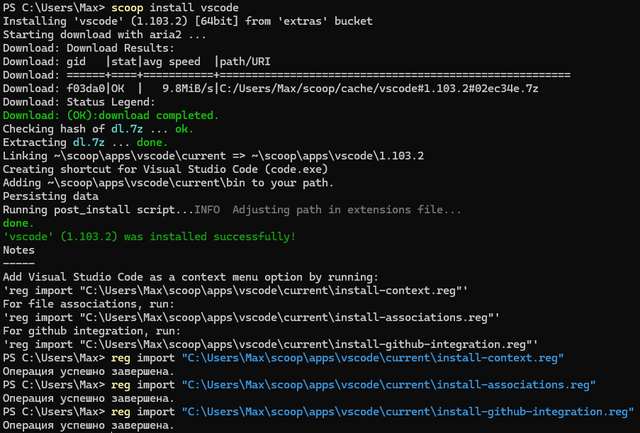 PS C:\Users\Max> scoop install vscode
Installing 'vscode' (1.103.2) [64bit] from 'extras' bucket
Starting download with aria2 ...
Download: Download Results:
Download: gid   |stat|avg speed  |path/URI
Download: ======+====+===========+=======================================================
Download: f03da0|OK  |   9.8MiB/s|C:/Users/Max/scoop/cache/vscode#1.103.2#02ec34e.7z
Download: Status Legend:
Download: (OK):download completed.
Checking hash of dl.7z ... ok.
Extracting dl.7z ... done.
Linking ~\scoop\apps\vscode\current => ~\scoop\apps\vscode\1.103.2
Creating shortcut for Visual Studio Code (code.exe)
Adding ~\scoop\apps\vscode\current\bin to your path.
Persisting data
Running post_install script...INFO  Adjusting path in extensions file...
done.
'vscode' (1.103.2) was installed successfully!
Notes
-----
Add Visual Studio Code as a context menu option by running:
'reg import "C:\Users\Max\scoop\apps\vscode\current\install-context.reg"'
For file associations, run:
'reg import "C:\Users\Max\scoop\apps\vscode\current\install-associations.reg"'
For github integration, run:
'reg import "C:\Users\Max\scoop\apps\vscode\current\install-github-integration.reg"'
PS C:\Users\Max> reg import "C:\Users\Max\scoop\apps\vscode\current\install-context.reg"
Операция успешно завершена.
PS C:\Users\Max> reg import "C:\Users\Max\scoop\apps\vscode\current\install-associations.reg"
Операция успешно завершена.
PS C:\Users\Max> reg import "C:\Users\Max\scoop\apps\vscode\current\install-github-integration.reg"
Операция успешно завершена.